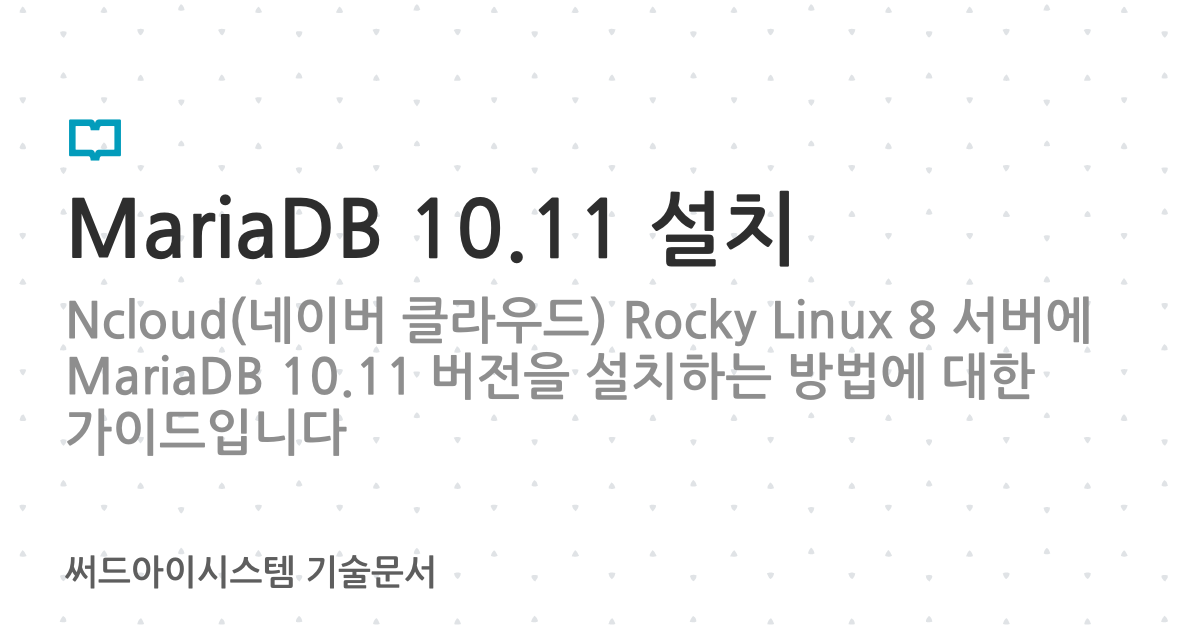 MariaDB 10.11 설치
Ncloud(네이버 클라우드) Rocky Linux 8 서버에
MariaDB 10.11 버전을 설치하는 방법에 대한
가이드입니다
써드아이시스템 기술문서